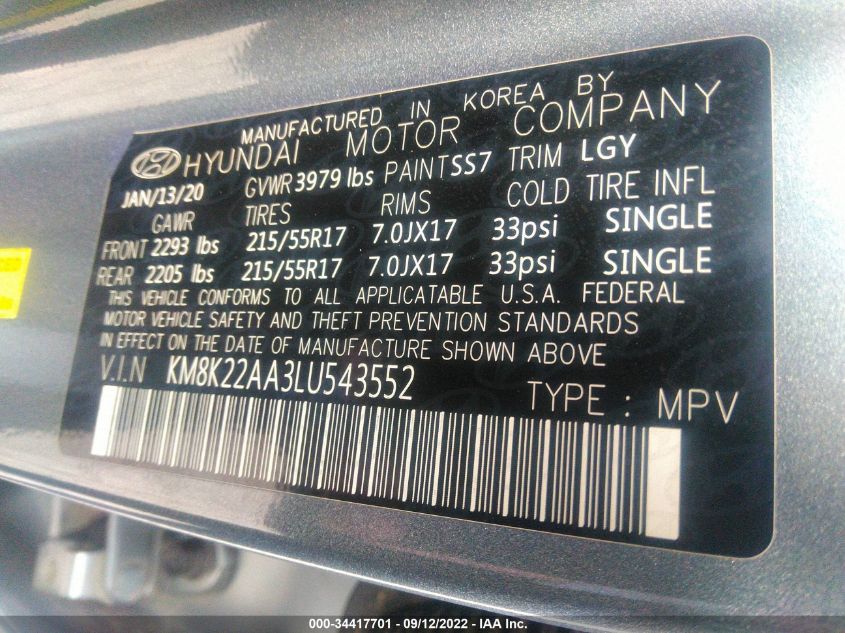 MANUFACTURED IN KOREA BY
HYUNDAI MOTOR COMPANY
JAN/13/20 GVWR 3979 lbs PAINT SS7 TRIM LGY
GAWR TIRES RIMS COLD TIRE INFL
FRONT 2293 lbs 215/55R17 7.0JX17 33psi SINGLE
REAR 2205 lbs 215/55R17 7.0JX17 33psi SINGLE
THIS VEHICLE CONFORMS TO ALL APPLICATABLE U.S.A. FEDERAL
MOTOR VEHICLE SAFETY AND THEFT PREVENTION STANDARDS
IN EFFECT ON THE DATE OF MANUFACTURE SHOWN ABOVE
V.I.N KM8K22AA3LU543552
TYPE : MPV
000-34417701 - 09/12/2022 - IAA Inc.